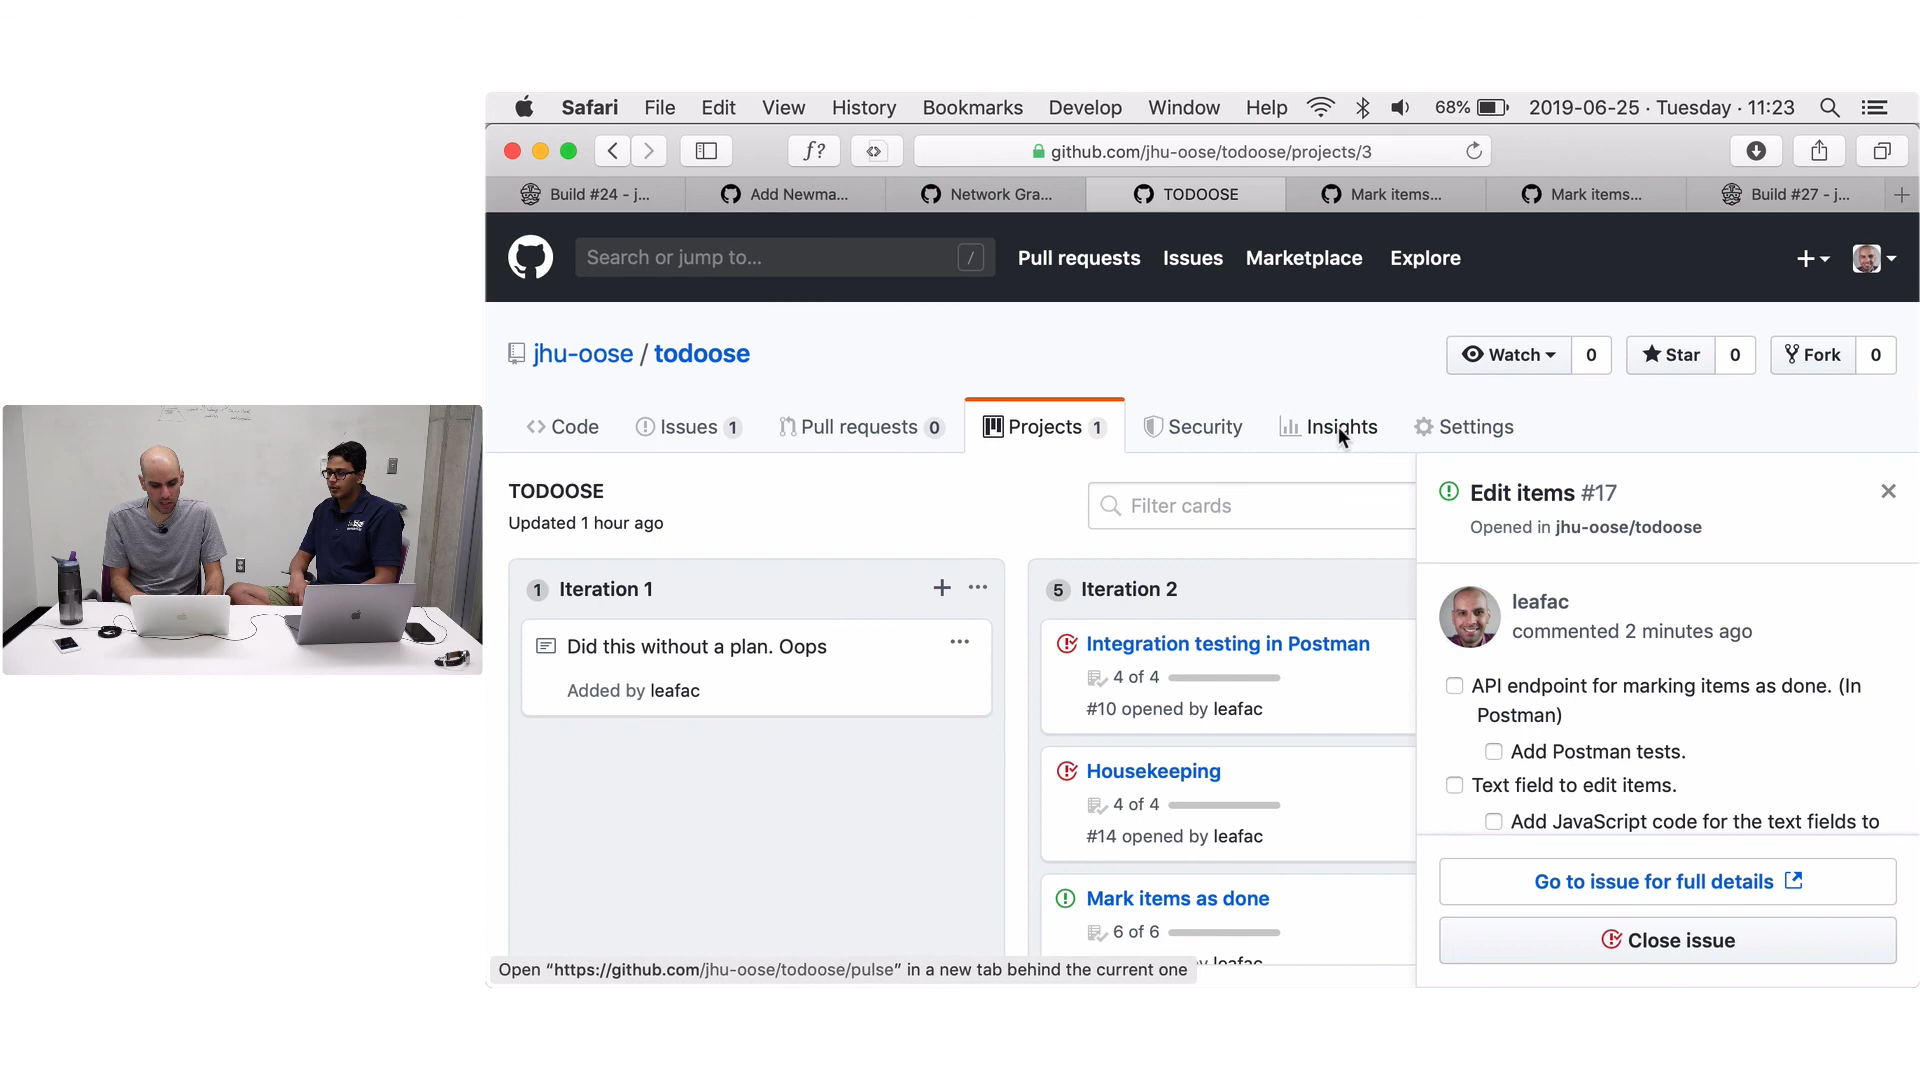 Safari File Edit View History Bookmarks Develop Window Help 68% 2019-06-25 · Tuesday · 11:23
f? github.com/jhu-oose/todoose/projects/3
Build #24 - j... Add Newma... Network Gra... TODOOSE Mark items... Mark items... Build #27 - j...
Search or jump to... / Pull requests Issues Marketplace Explore
jhu-oose / todoose Watch 0 Star 0 Fork 0
Code Issues 1 Pull requests 0 Projects 1 Security Insights Settings
TODOOSE
Updated 1 hour ago
Filter cards
1 Iteration 1
Did this without a plan. Oops
Added by leafac
5 Iteration 2
Integration testing in Postman
4 of 4
#10 opened by leafac
Housekeeping
4 of 4
#14 opened by leafac
Mark items as done
6 of 6
Edit items #17
Opened in jhu-oose/todoose
leafac
commented 2 minutes ago
API endpoint for marking items as done. (In
Postman)
Add Postman tests.
Text field to edit items.
Add JavaScript code for the text fields to
Go to issue for full details
Close issue
Open “https://github.com/jhu-oose/todoose/pulse” in a new tab behind the current one